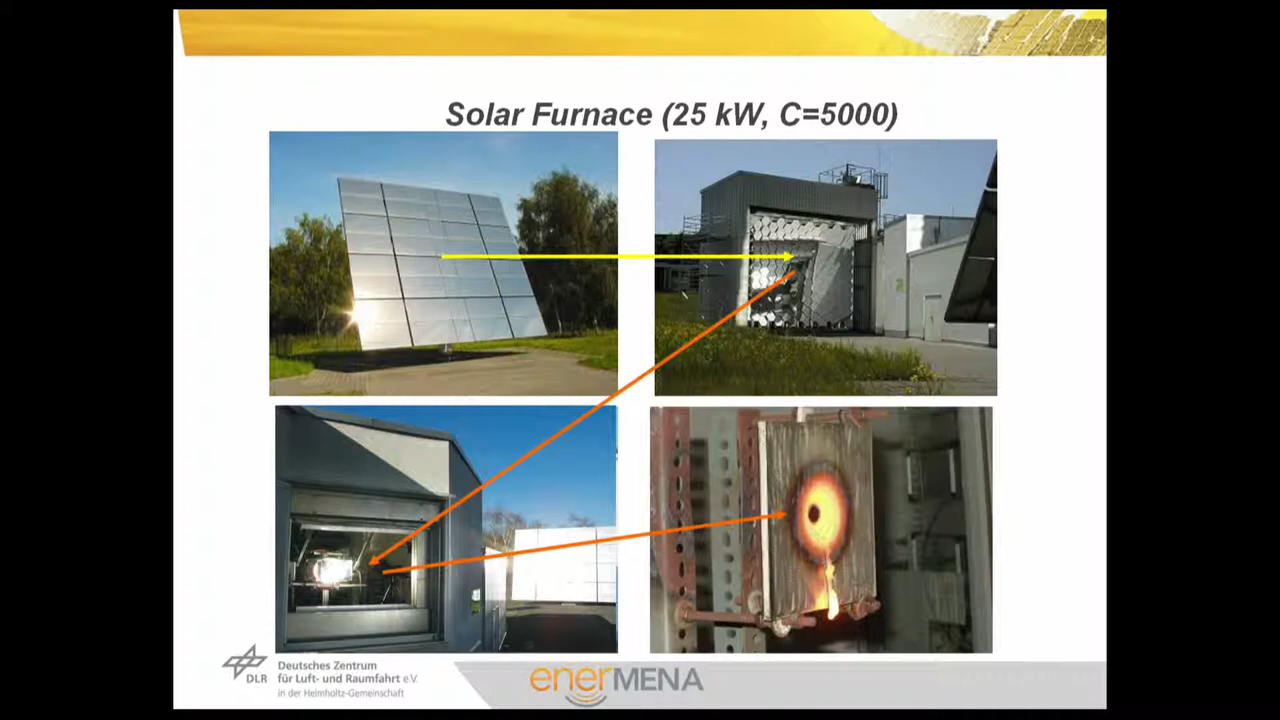 Solar Furnace (25 kW, C=5000)
DLR
Deutsches Zentrum
für Luft- und Raumfahrt e.V.
in der Helmholtz-Gemeinschaft
enerMENA